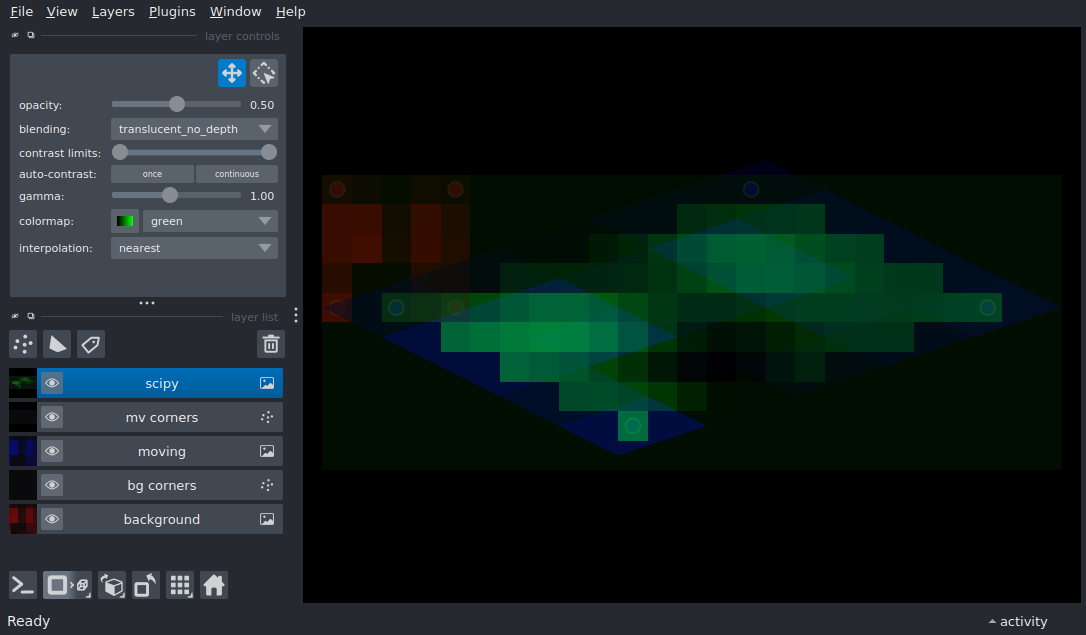 File View Layers Plugins Window Help
layer controls
opacity: 0.50
blending: translucent_no_depth
contrast limits:
auto-contrast: once continuous
gamma: 1.00
colormap: green
interpolation: nearest
layer list
scipy
mv corners
moving
bg corners
background
Ready activity